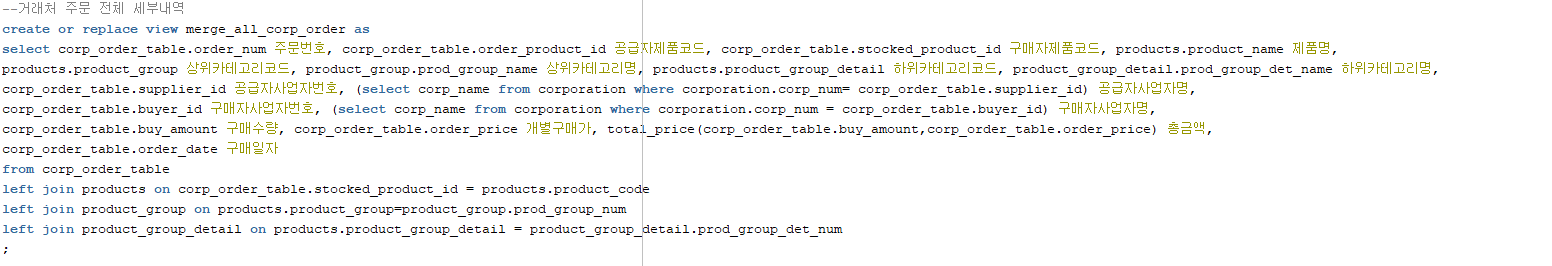 --거래처 주문 전체 세부내역
create or replace view merge_all_corp_order as
select corp_order_table.order_num 주문번호, corp_order_table.order_product_id 공급자제품코드, corp_order_table.stocked_product_id 구매자제품코드, products.product_name 제품명,
products.product_group 상위카테고리코드, product_group.prod_group_name 상위카테고리명, products.product_group_detail 하위카테고리코드, product_group_detail.prod_group_det_name 하위카테고리명,
corp_order_table.supplier_id 공급자사업자번호, (select corp_name from corporation where corporation.corp_num= corp_order_table.supplier_id) 공급자사업자명,
corp_order_table.buyer_id 구매자사업자번호, (select corp_name from corporation where corporation.corp_num = corp_order_table.buyer_id) 구매자사업자명,
corp_order_table.buy_amount 구매수량, corp_order_table.order_price 개별구매가, total_price(corp_order_table.buy_amount,corp_order_table.order_price) 총금액,
corp_order_table.order_date 구매일자
from corp_order_table
left join products on corp_order_table.stocked_product_id = products.product_code
left join product_group on products.product_group=product_group.prod_group_num
left join product_group_detail on products.product_group_detail = product_group_detail.prod_group_det_num
;